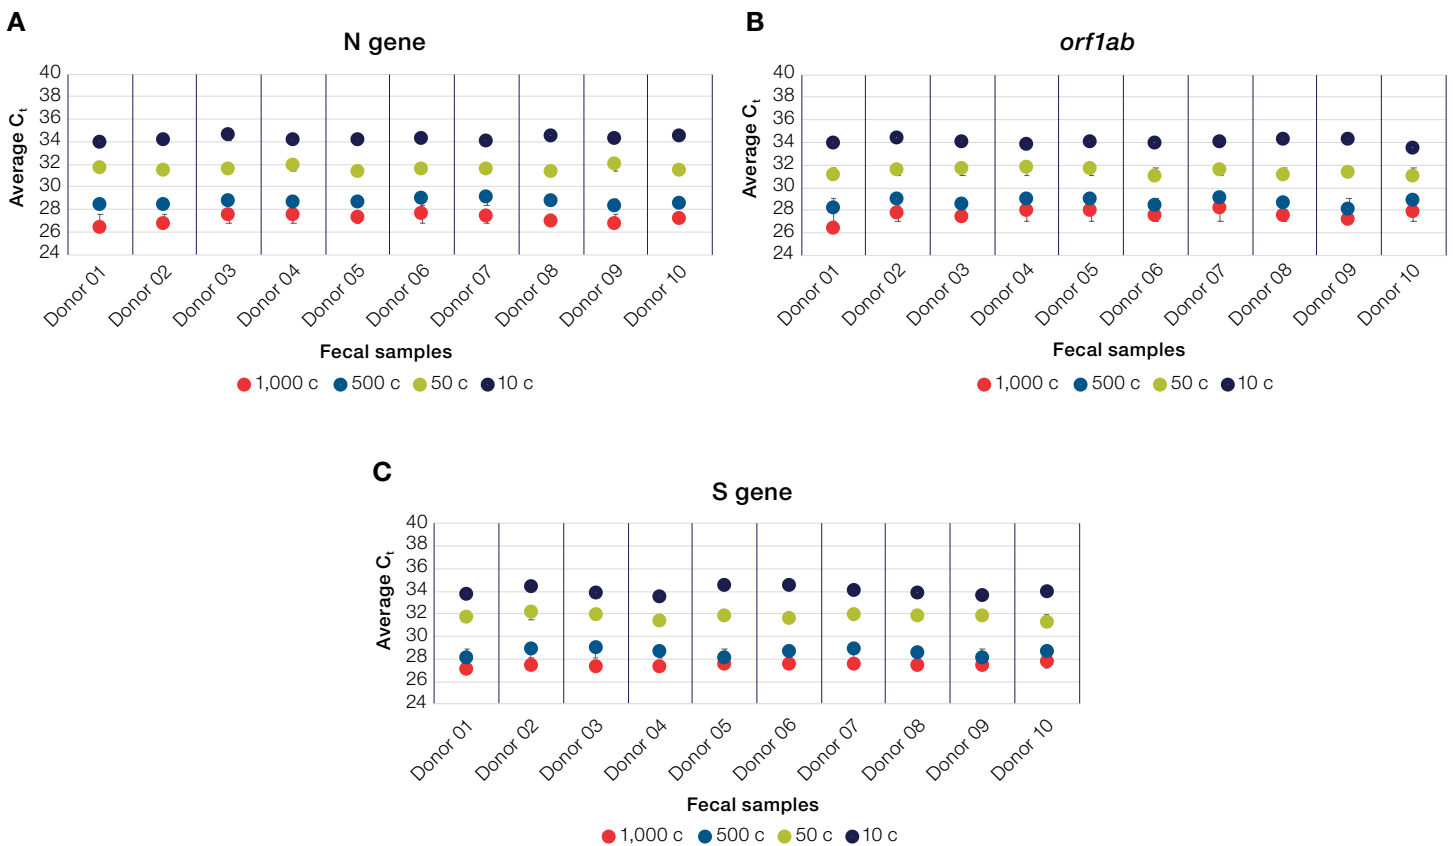 A
N gene
Average Ct
40
38
36
34
32
30
28
26
24
Donor 01
Donor 02
Donor 03
Donor 04
Donor 05
Donor 06
Donor 07
Donor 08
Donor 09
Donor 10
Fecal samples
1,000 c 500 c 50 c 10 c
B
orf1ab
Average Ct
40
38
36
34
32
30
28
26
24
Donor 01
Donor 02
Donor 03
Donor 04
Donor 05
Donor 06
Donor 07
Donor 08
Donor 09
Donor 10
Fecal samples
1,000 c 500 c 50 c 10 c
C
S gene
Average Ct
40
38
36
34
32
30
28
26
24
Donor 01
Donor 02
Donor 03
Donor 04
Donor 05
Donor 06
Donor 07
Donor 08
Donor 09
Donor 10
Fecal samples
1,000 c 500 c 50 c 10 c